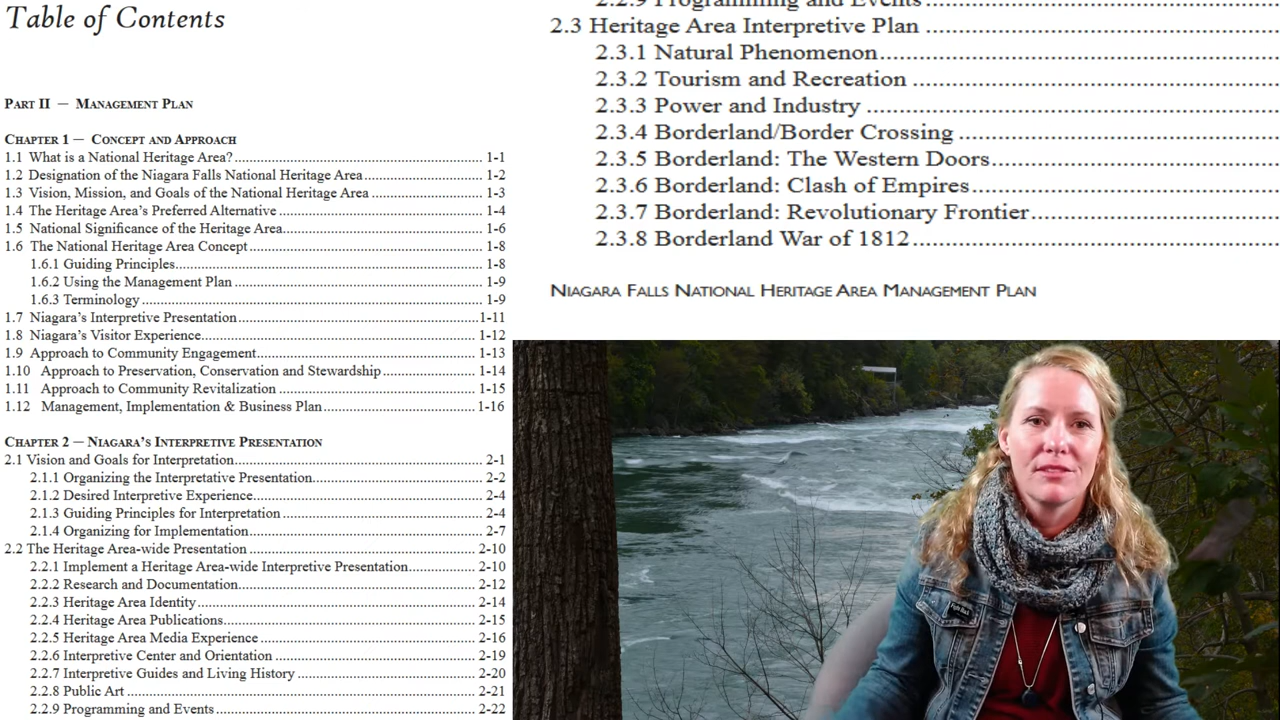 Table of Contents
PART II — MANAGEMENT PLAN
CHAPTER 1 — CONCEPT AND APPROACH
1.1 What is a National Heritage Area? 1-1
1.2 Designation of the Niagara Falls National Heritage Area 1-2
1.3 Vision, Mission, and Goals of the National Heritage Area 1-3
1.4 The Heritage Area's Preferred Alternative 1-4
1.5 National Significance of the Heritage Area 1-6
1.6 The National Heritage Area Concept 1-8
1.6.1 Guiding Principles 1-8
1.6.2 Using the Management Plan 1-9
1.6.3 Terminology 1-9
1.7 Niagara's Interpretive Presentation 1-11
1.8 Niagara's Visitor Experience 1-12
1.9 Approach to Community Engagement 1-13
1.10 Approach to Preservation, Conservation and Stewardship 1-14
1.11 Approach to Community Revitalization 1-15
1.12 Management, Implementation & Business Plan 1-16
CHAPTER 2 — NIAGARA'S INTERPRETIVE PRESENTATION
2.1 Vision and Goals for Interpretation 2-1
2.1.1 Organizing the Interpretative Presentation 2-2
2.1.2 Desired Interpretive Experience 2-4
2.1.3 Guiding Principles for Interpretation 2-4
2.1.4 Organizing for Implementation 2-7
2.2 The Heritage Area-wide Presentation 2-10
2.2.1 Implement a Heritage Area-wide Interpretive Presentation 2-10
2.2.2 Research and Documentation 2-12
2.2.3 Heritage Area Identity 2-14
2.2.4 Heritage Area Publications 2-15
2.2.5 Heritage Area Media Experience 2-16
2.2.6 Interpretive Center and Orientation 2-19
2.2.7 Interpretive Guides and Living History 2-20
2.2.8 Public Art 2-21
2.2.9 Programming and Events 2-22
2.2.9 Programming and Events
2.3 Heritage Area Interpretive Plan
2.3.1 Natural Phenomenon
2.3.2 Tourism and Recreation
2.3.3 Power and Industry
2.3.4 Borderland/Border Crossing
2.3.5 Borderland: The Western Doors
2.3.6 Borderland: Clash of Empires
2.3.7 Borderland: Revolutionary Frontier
2.3.8 Borderland War of 1812
NIAGARA FALLS NATIONAL HERITAGE AREA MANAGEMENT PLAN